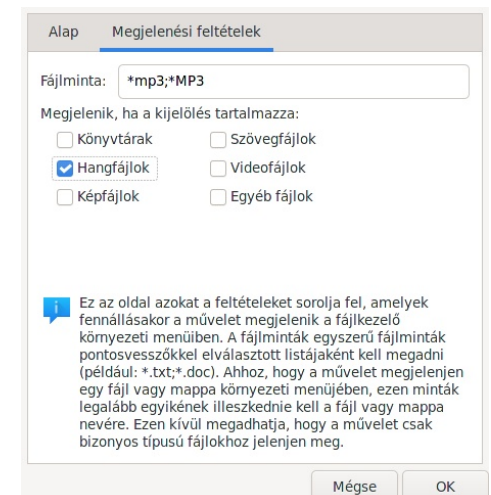 Alap Megjelenési feltételek
Fájlminta: *mp3;*MP3
Megjelenik, ha a kijelölés tartalmazza:
Könyvtárak Szövegfájlok
Hangfájlok Videofájlok
Képfájlok Egyéb fájlok
Ez az oldal azokat a feltételeket sorolja fel, amelyek
fennállásakor a művelet megjelenik a fájlkezelő
környezeti menüiben. A fájlminták egyszerű fájlminták
pontosvesszőkkel elválasztott listájaként kell megadni
(például: *.txt;*.doc). Ahhoz, hogy a művelet megjelenjen
egy fájl vagy mappa környezeti menüjében, ezen minták
legalább egyikének illeszkednie kell a fájl vagy mappa
nevére. Ezen kívül megadhatja, hogy a művelet csak
bizonyos típusú fájlokhoz jelenjen meg.
Mégse OK